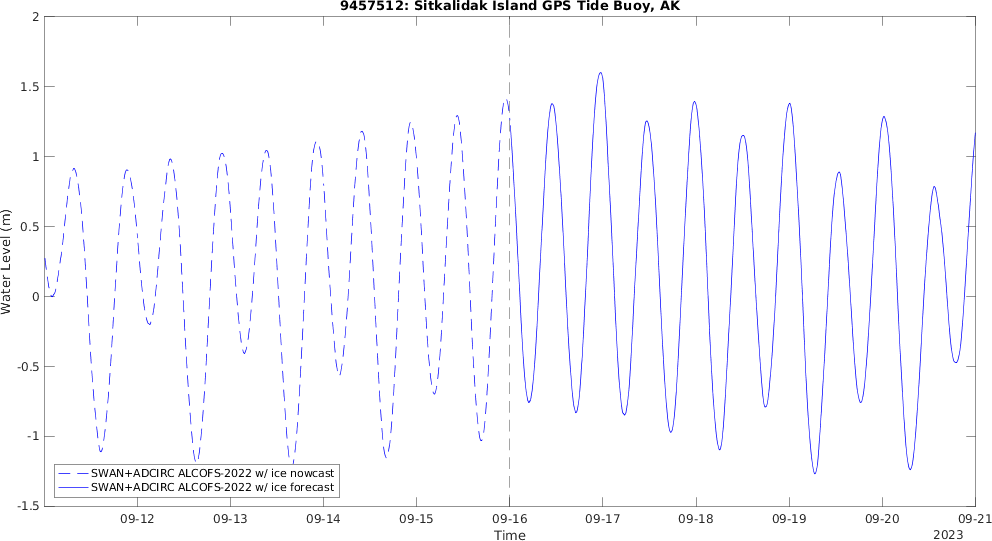 9457512: Sitkalidak Island GPS Tide Buoy, AK
2
1.5
1
0.5
0
-0.5
-1
-1.5
Water Level (m)
SWAN+ADCIRC ALCOFS-2022 w/ ice nowcast
SWAN+ADCIRC ALCOFS-2022 w/ ice forecast
09-12 09-13 09-14 09-15 09-16 09-17 09-18 09-19 09-20 09-21
Time
2023